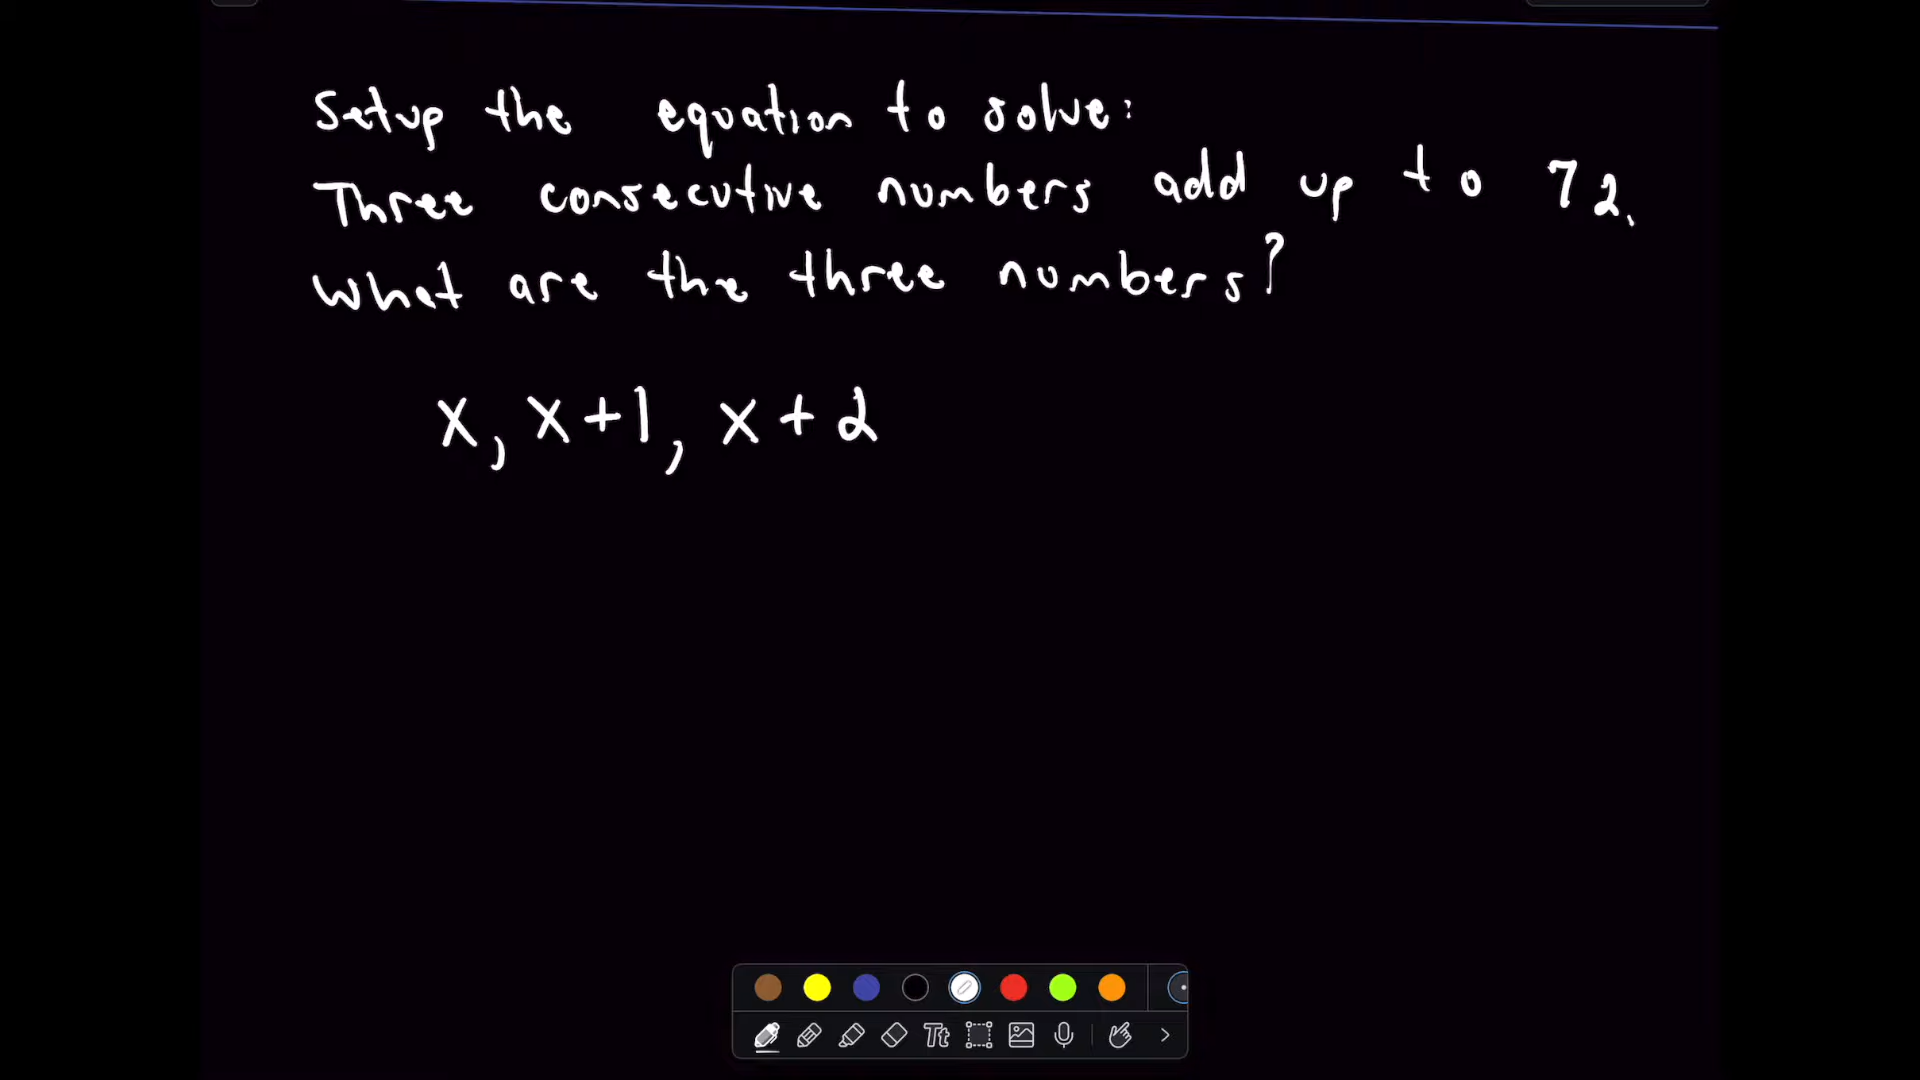 Setup the equation to solve:
Three consecutive numbers add up to 72.
What are the three numbers?
x, x+1, x+2
Tt